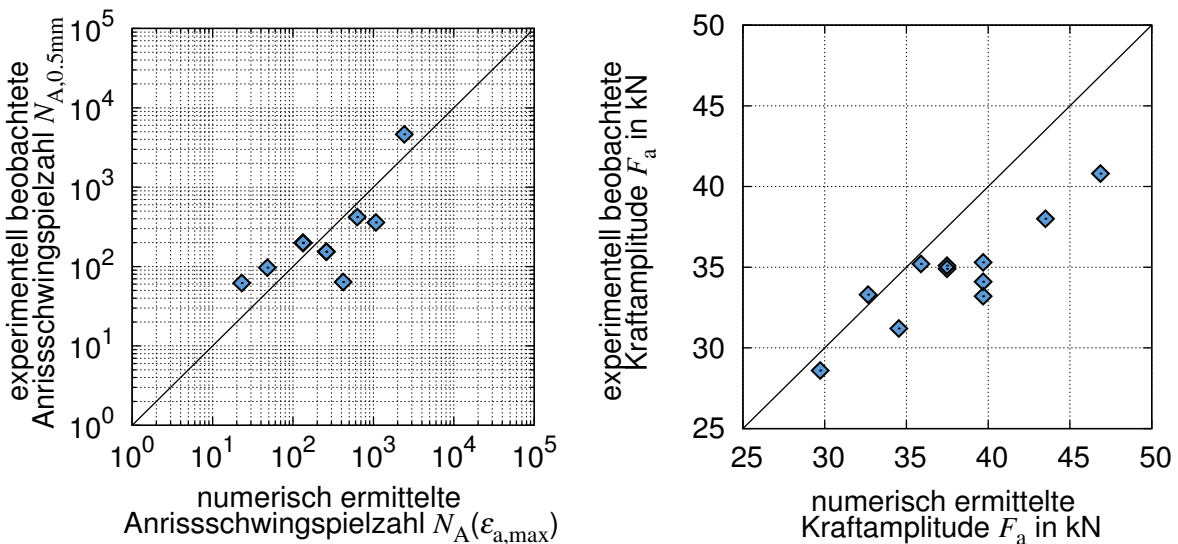 experimentell beobachtete
Anrissschwingspielzahl N_A,0.5mm
10^5
10^4
10^3
10^2
10^1
10^0
10^0 10^1 10^2 10^3 10^4 10^5
numerisch ermittelte
Anrissschwingspielzahl N_A(ε_a,max)
experimentell beobachtete
Kraftamplitude F_a in kN
50
45
40
35
30
25
25 30 35 40 45 50
numerisch ermittelte
Kraftamplitude F_a in kN